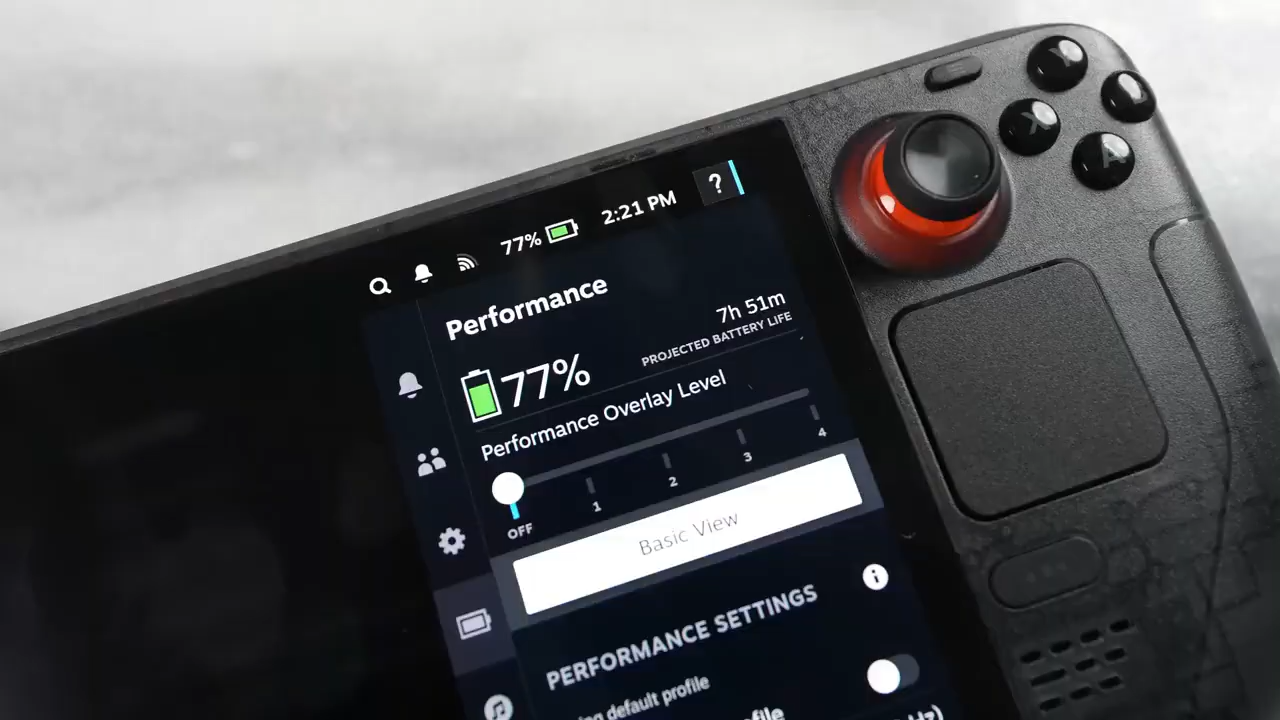 77% 2:21 PM ?
Performance
7h 51m
PROJECTED BATTERY LIFE
77%
Performance Overlay Level
OFF 1 2 3 4
Basic View
PERFORMANCE SETTINGS
default profile
Y
X
A